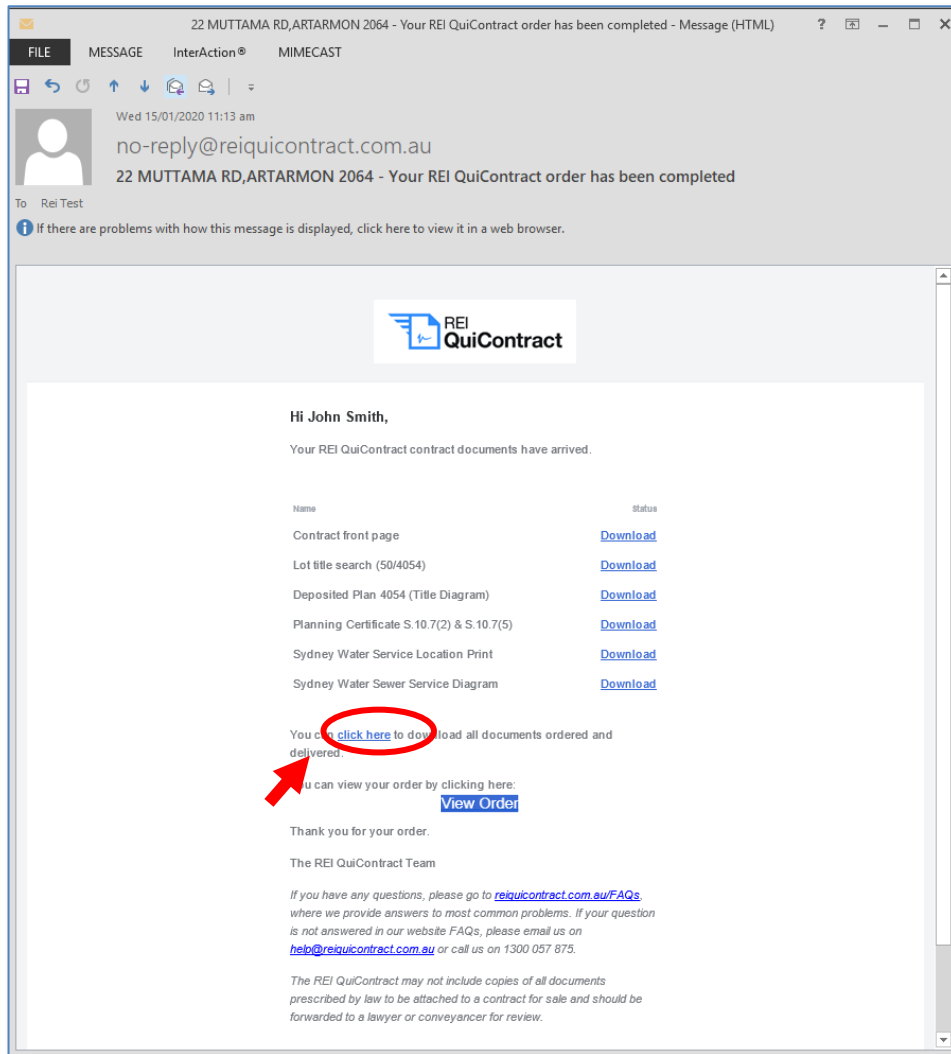 22 MUTTAMA RD,ARTARMON 2064 - Your REI QuiContract order has been completed - Message (HTML)
FILE MESSAGE InterAction® MIMECAST
Wed 15/01/2020 11:13 am
no-reply@reiquicontract.com.au
22 MUTTAMA RD,ARTARMON 2064 - Your REI QuiContract order has been completed
To Rei Test
If there are problems with how this message is displayed, click here to view it in a web browser.
REI
QuiContract
Hi John Smith,
Your REI QuiContract contract documents have arrived.
Name Status
Contract front page Download
Lot title search (50/4054) Download
Deposited Plan 4054 (Title Diagram) Download
Planning Certificate S.10.7(2) & S.10.7(5) Download
Sydney Water Service Location Print Download
Sydney Water Sewer Service Diagram Download
You can click here to download all documents ordered and
delivered.
You can view your order by clicking here:
View Order
Thank you for your order.
The REI QuiContract Team
If you have any questions, please go to reiquicontract.com.au/FAQs,
where we provide answers to most common problems. If your question
is not answered in our website FAQs, please email us on
help@reiquicontract.com.au or call us on 1300 057 875.
The REI QuiContract may not include copies of all documents
prescribed by law to be attached to a contract for sale and should be
forwarded to a lawyer or conveyancer for review.